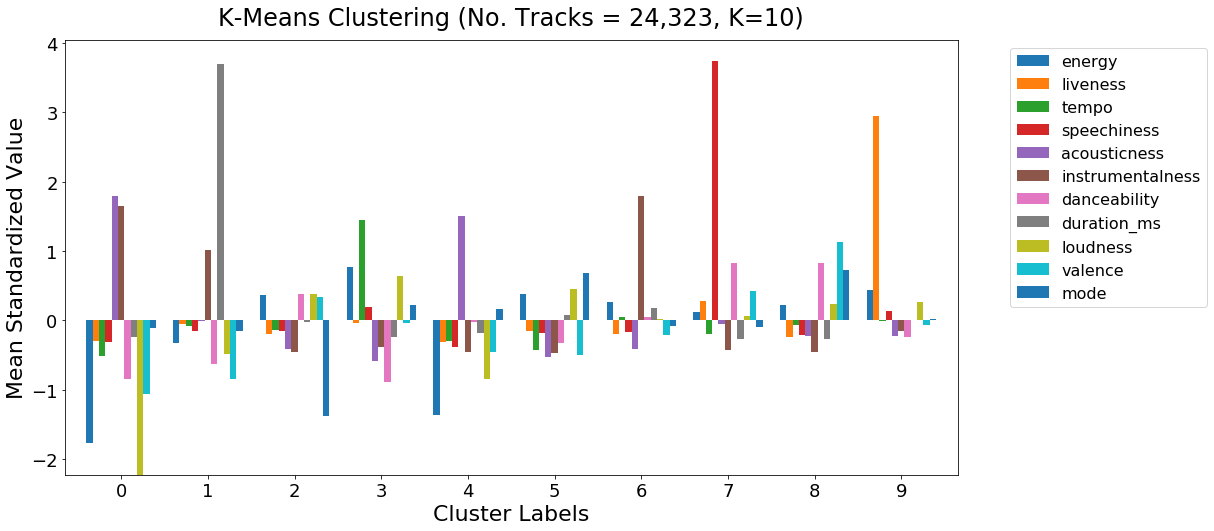 K-Means Clustering (No. Tracks = 24,323, K=10)
Mean Standardized Value
4
3
2
1
0
−1
−2
0 1 2 3 4 5 6 7 8 9
Cluster Labels
energy
liveness
tempo
speechiness
acousticness
instrumentalness
danceability
duration_ms
loudness
valence
mode